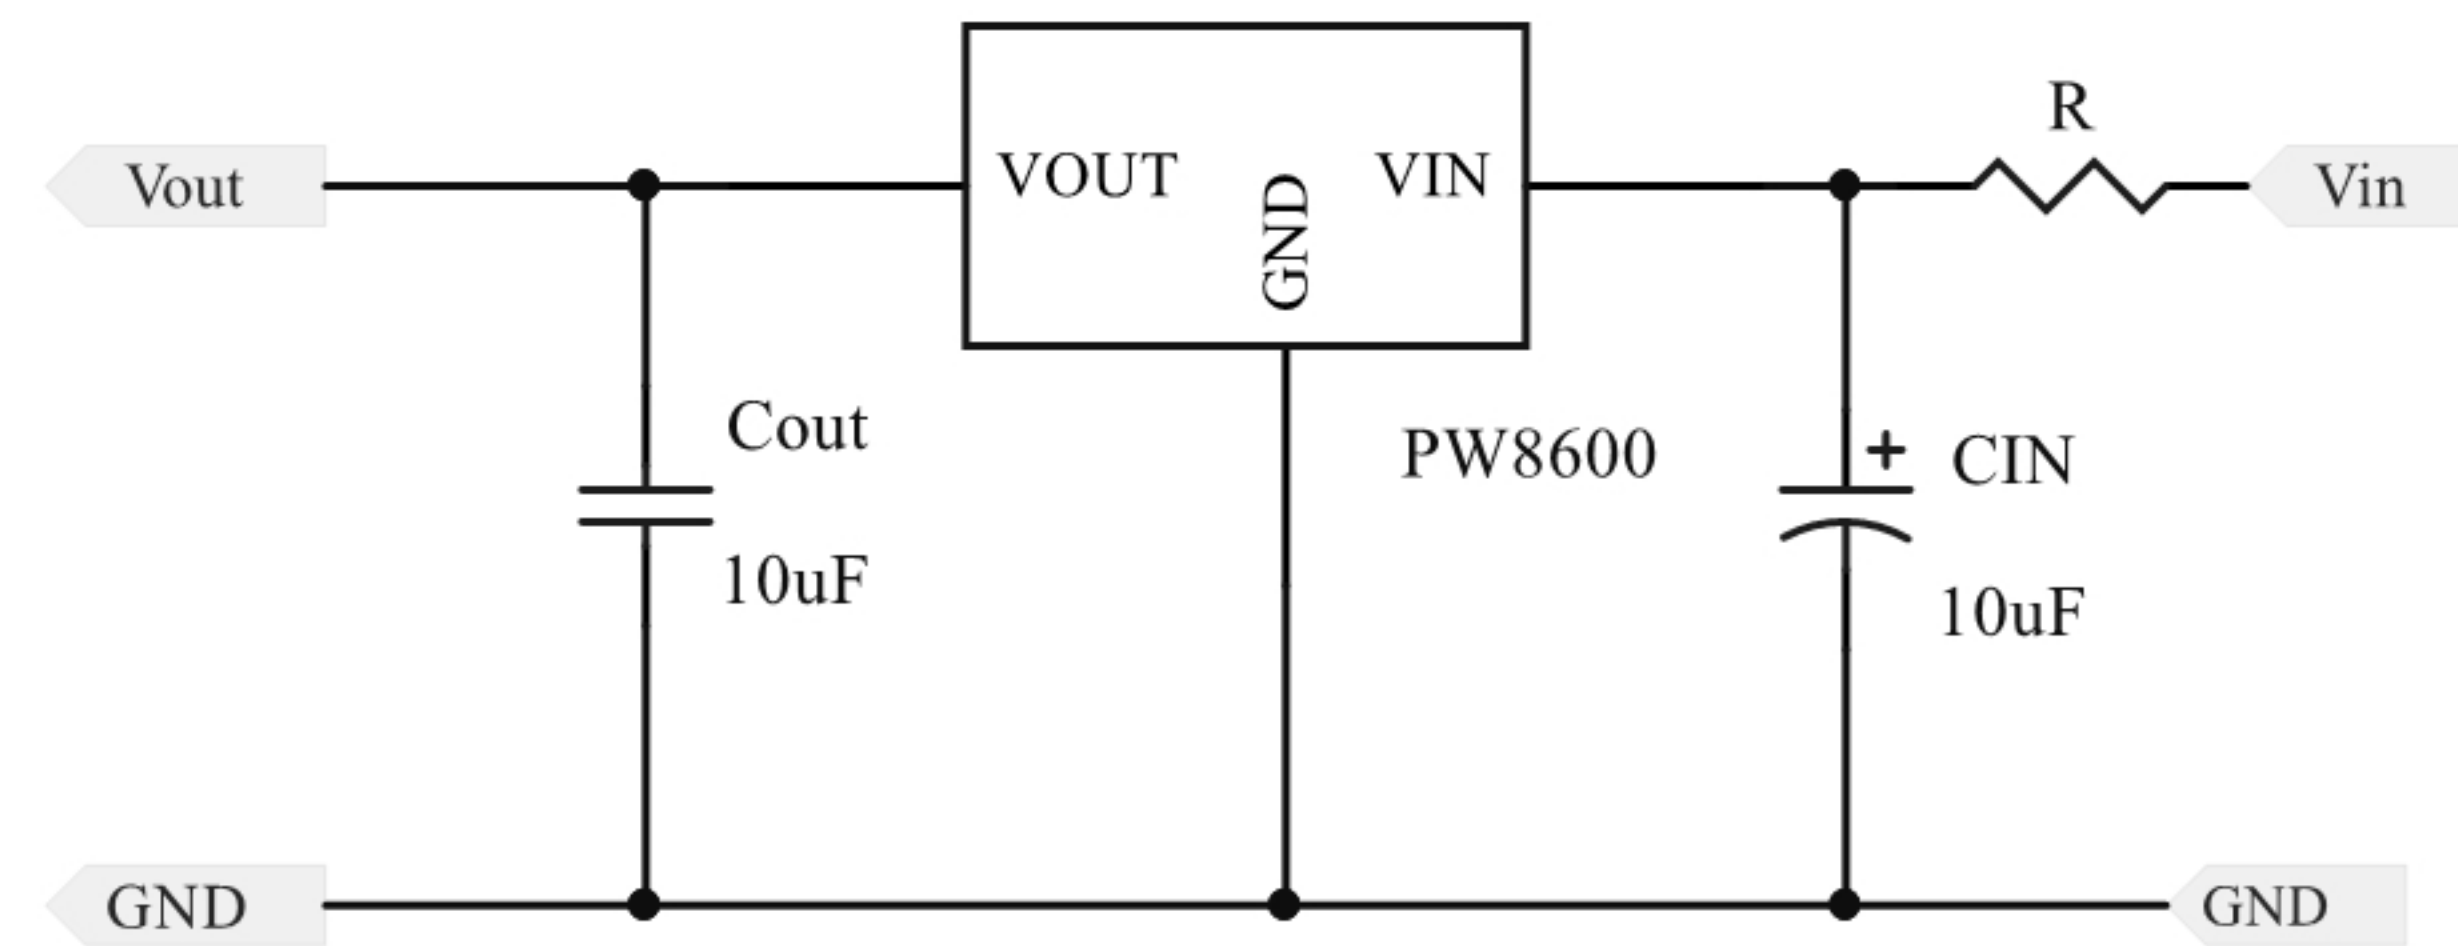 R
Vout
VOUT
GND
VIN
Vin
Cout
10uF
PW8600
+ CIN
10uF
GND
GND